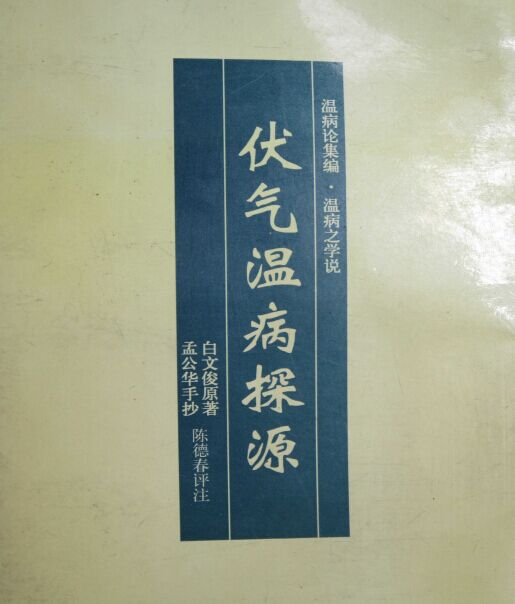 温病论集编·温病之学说
伏气温病探源
白文俊原著
孟公华手抄
陈德春评注